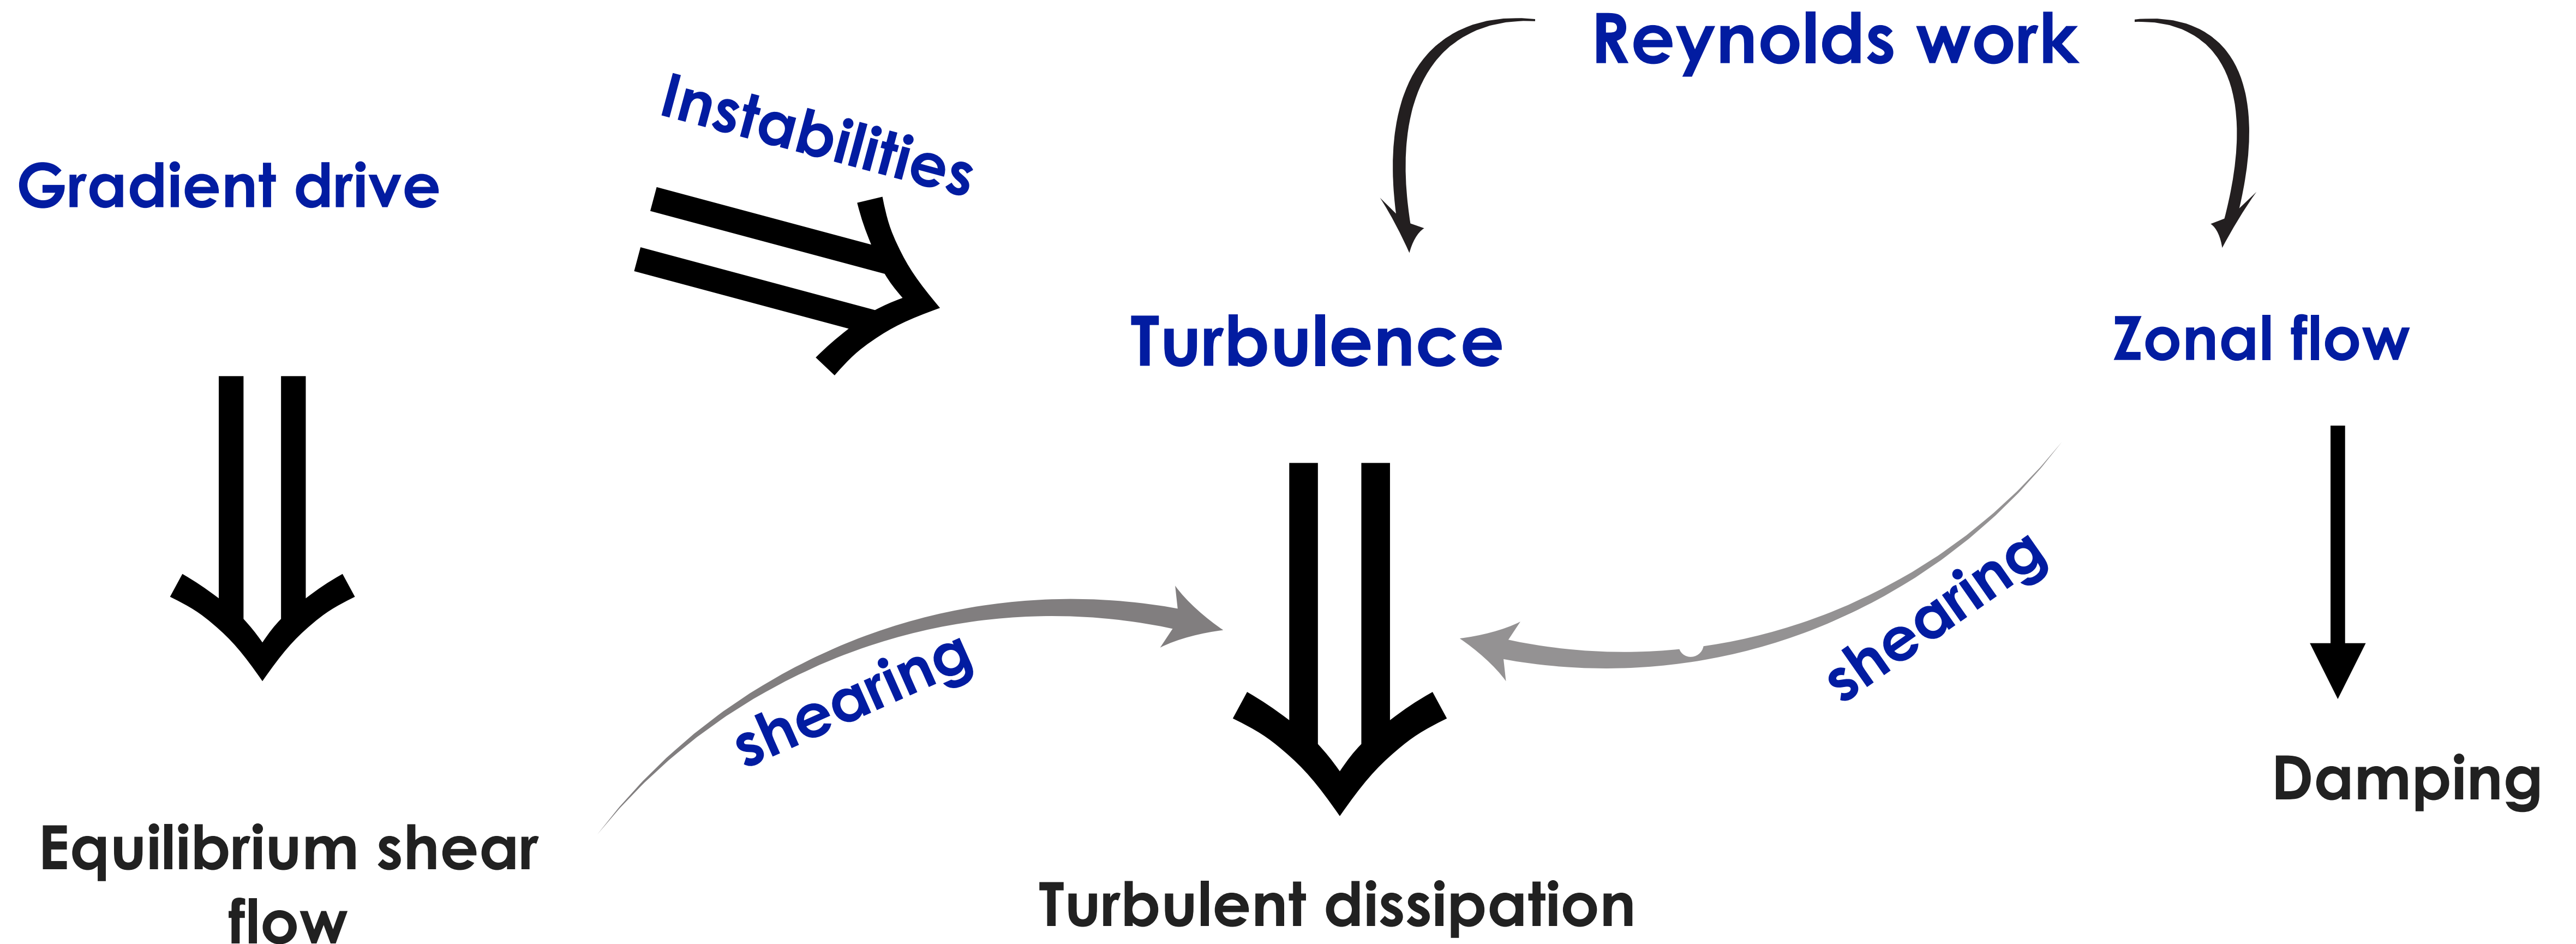 Reynolds work
Instabilities
Gradient drive
Turbulence
Zonal flow
shearing
shearing
Damping
Equilibrium shear
flow
Turbulent dissipation